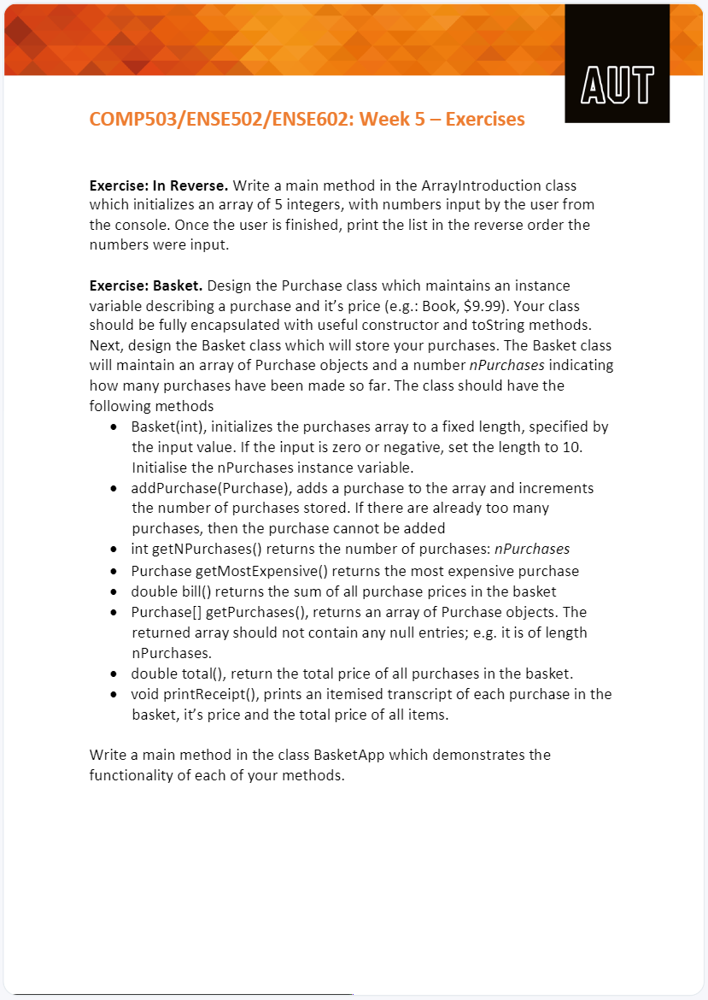 AUT
COMP503/ENSE502/ENSE602: Week 5 – Exercises
Exercise: In Reverse. Write a main method in the ArrayIntroduction class
which initializes an array of 5 integers, with numbers input by the user from
the console. Once the user is finished, print the list in the reverse order the
numbers were input.
Exercise: Basket. Design the Purchase class which maintains an instance
variable describing a purchase and it’s price (e.g.: Book, $9.99). Your class
should be fully encapsulated with useful constructor and toString methods.
Next, design the Basket class which will store your purchases. The Basket class
will maintain an array of Purchase objects and a number nPurchases indicating
how many purchases have been made so far. The class should have the
following methods
• Basket(int), initializes the purchases array to a fixed length, specified by
the input value. If the input is zero or negative, set the length to 10.
Initialise the nPurchases instance variable.
• addPurchase(Purchase), adds a purchase to the array and increments
the number of purchases stored. If there are already too many
purchases, then the purchase cannot be added
• int getNPurchases() returns the number of purchases: nPurchases
• Purchase getMostExpensive() returns the most expensive purchase
• double bill() returns the sum of all purchase prices in the basket
• Purchase[] getPurchases(), returns an array of Purchase objects. The
returned array should not contain any null entries; e.g. it is of length
nPurchases.
• double total(), return the total price of all purchases in the basket.
• void printReceipt(), prints an itemised transcript of each purchase in the
basket, it’s price and the total price of all items.
Write a main method in the class BasketApp which demonstrates the
functionality of each of your methods.